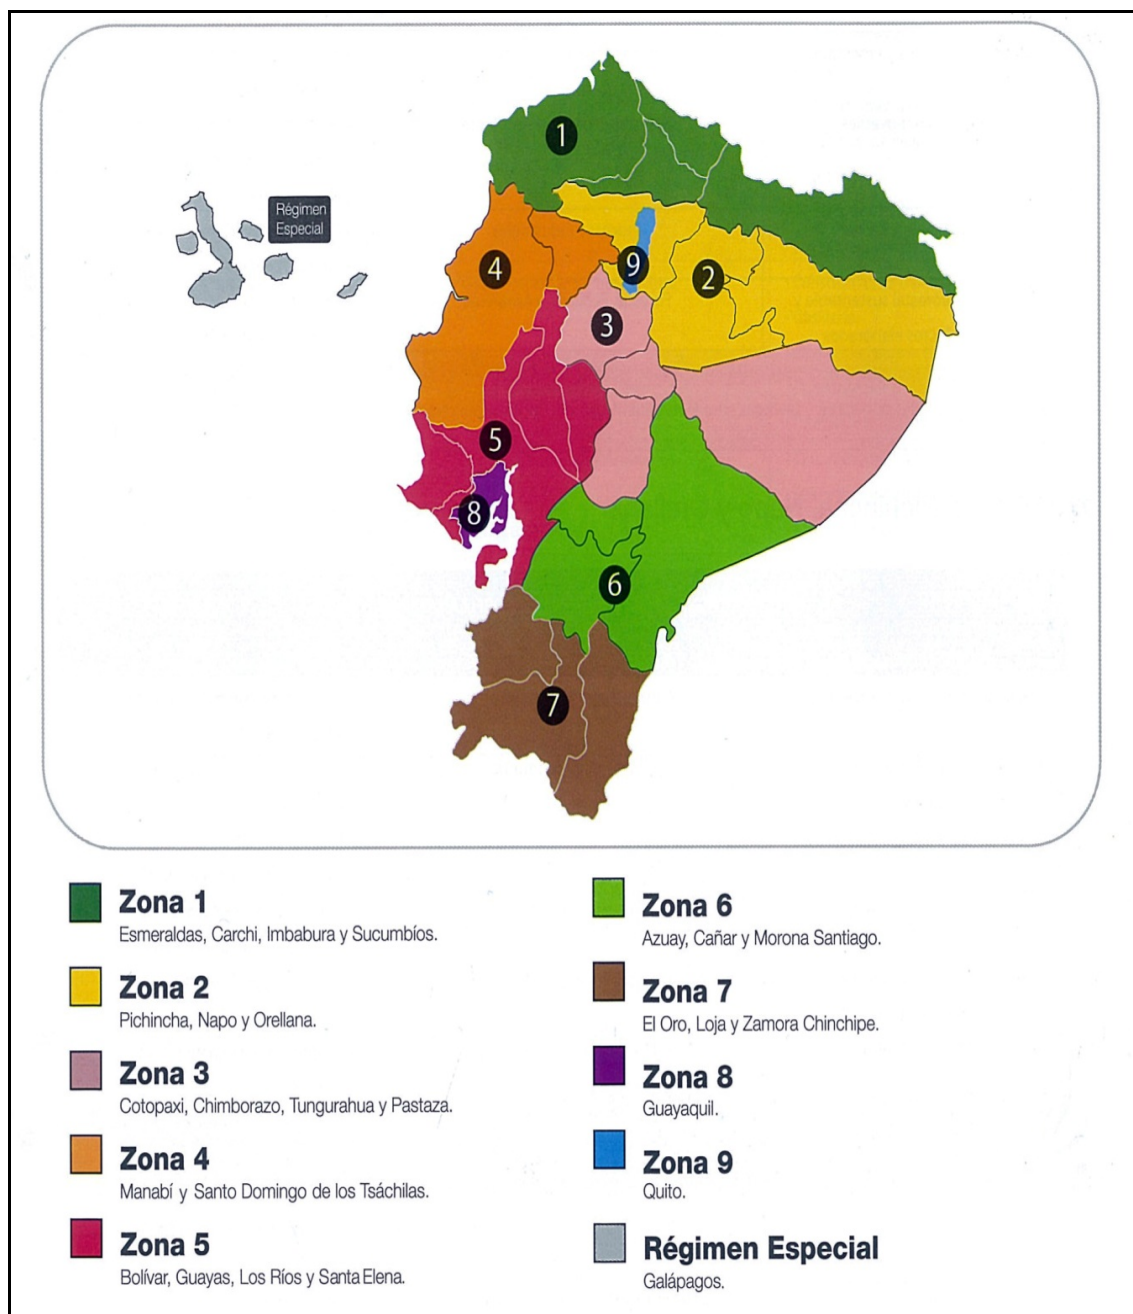 1
Régimen
Especial
4
9
2
3
5
8
6
7
Zona 1
Esmeraldas, Carchi, Imbabura y Sucumbíos.
Zona 2
Pichincha, Napo y Orellana.
Zona 3
Cotopaxi, Chimborazo, Tungurahua y Pastaza.
Zona 4
Manabí y Santo Domingo de los Tsáchilas.
Zona 5
Bolívar, Guayas, Los Ríos y Santa Elena.
Zona 6
Azuay, Cañar y Morona Santiago.
Zona 7
El Oro, Loja y Zamora Chinchipe.
Zona 8
Guayaquil.
Zona 9
Quito.
Régimen Especial
Galápagos.